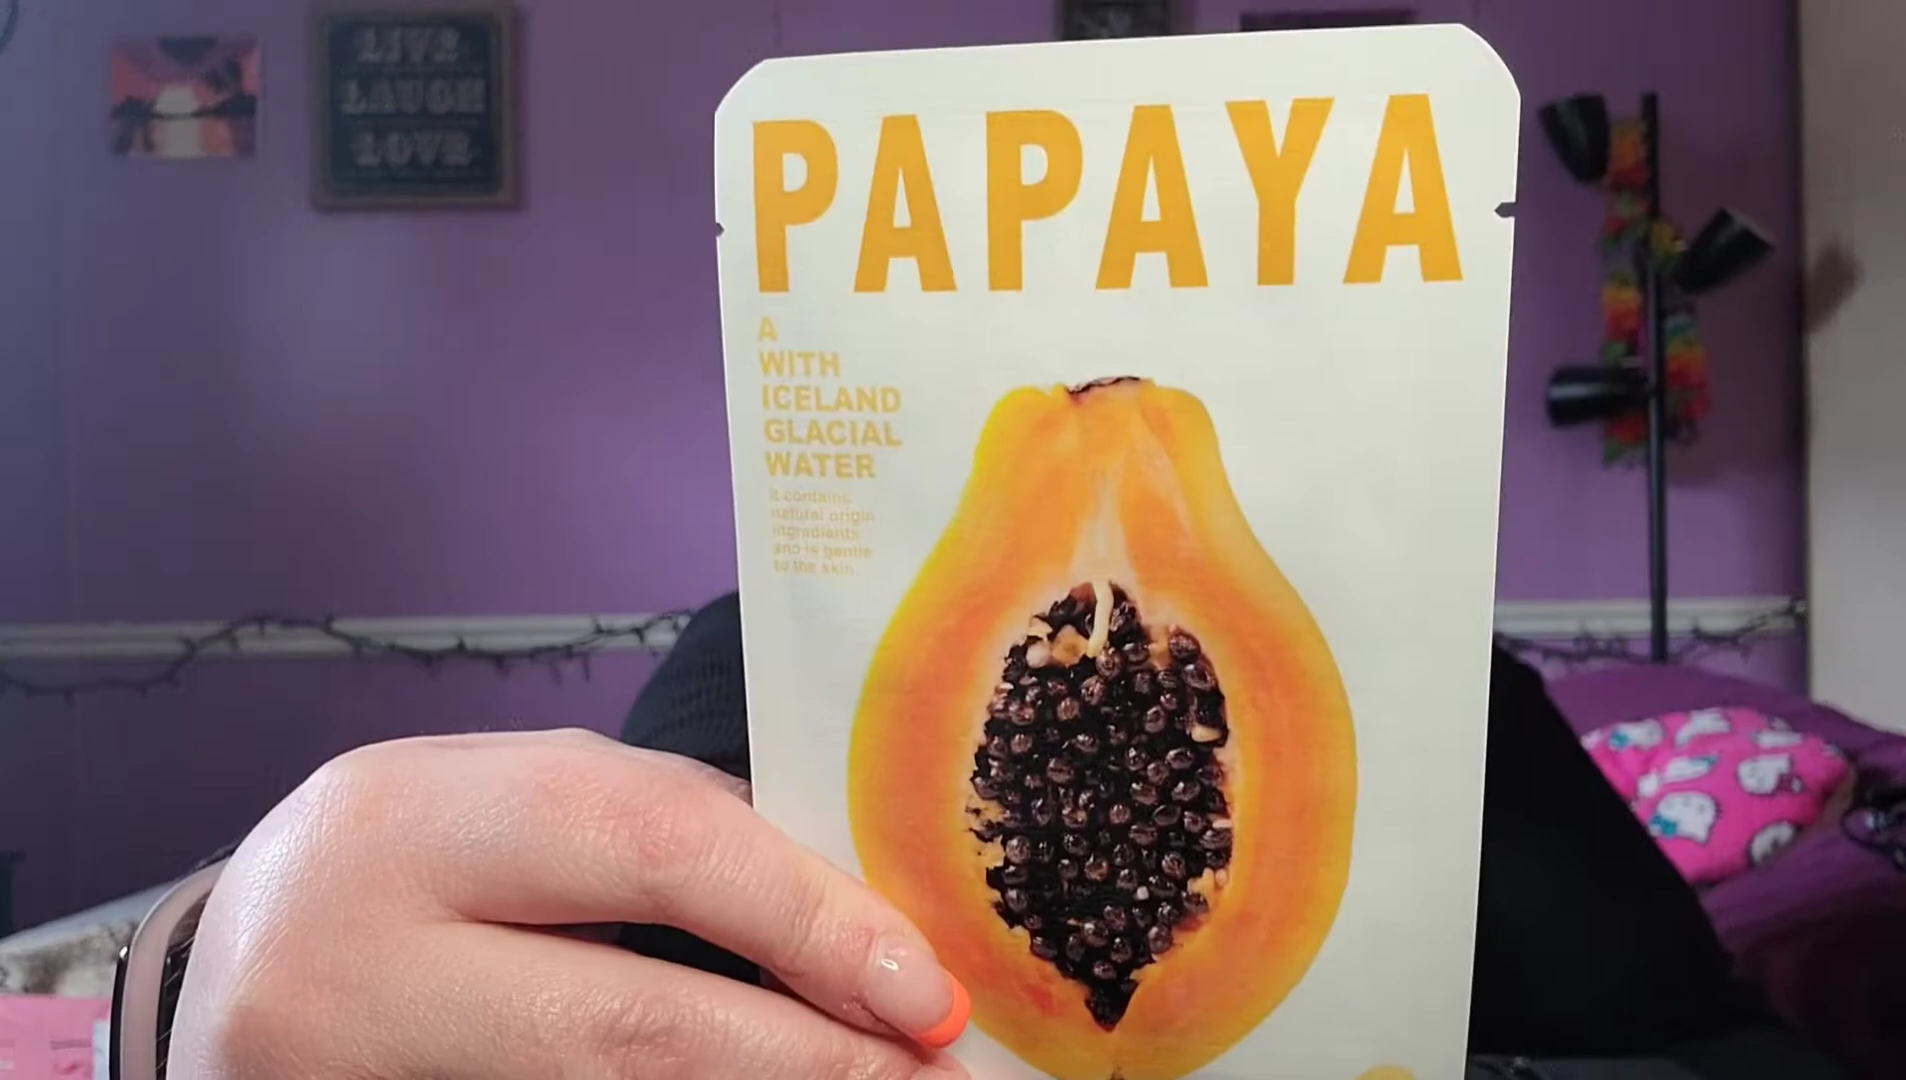 LIVE
LAUGH
LOVE
PAPAYA
A
WITH
ICELAND
GLACIAL
WATER
it contains
natural origin
ingredients
and is gentle
to the skin.